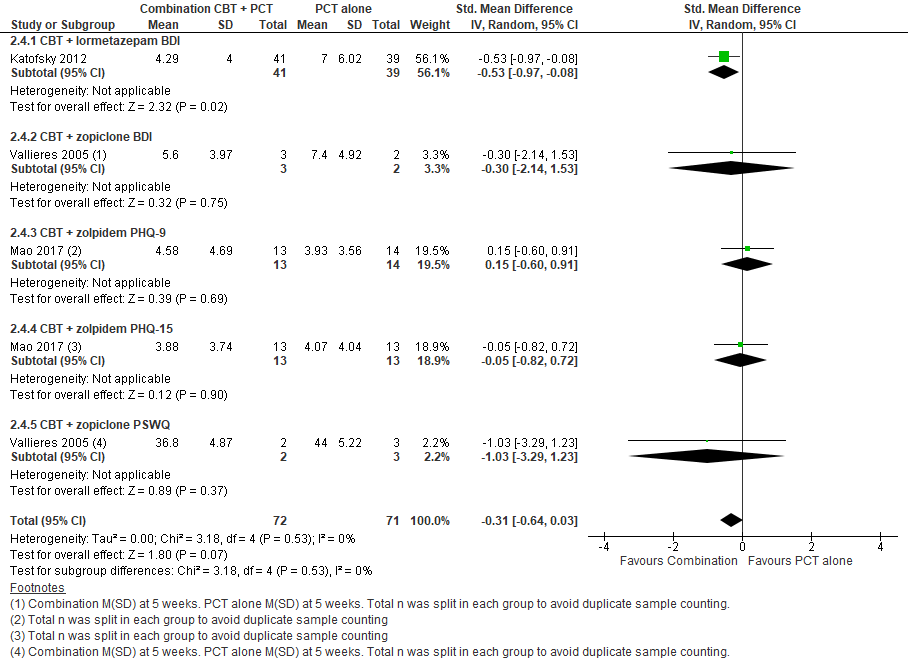 Combination CBT + PCT PCT alone Std. Mean Difference Std. Mean Difference
Study or Subgroup Mean SD Total Mean SD Total Weight IV, Random, 95% CI IV, Random, 95% CI
2.4.1 CBT + lormetazepam BDI
Katofsky 2012 4.29 4 41 7 6.02 39 56.1% -0.53 [-0.97, -0.08]
Subtotal (95% CI) 41 39 56.1% -0.53 [-0.97, -0.08]
Heterogeneity: Not applicable
Test for overall effect: Z = 2.32 (P = 0.02)
2.4.2 CBT + zopiclone BDI
Vallieres 2005 (1) 5.6 3.97 3 7.4 4.92 2 3.3% -0.30 [-2.14, 1.53]
Subtotal (95% CI) 3 2 3.3% -0.30 [-2.14, 1.53]
Heterogeneity: Not applicable
Test for overall effect: Z = 0.32 (P = 0.75)
2.4.3 CBT + zolpidem PHQ-9
Mao 2017 (2) 4.58 4.69 13 3.93 3.56 14 19.5% 0.15 [-0.60, 0.91]
Subtotal (95% CI) 13 14 19.5% 0.15 [-0.60, 0.91]
Heterogeneity: Not applicable
Test for overall effect: Z = 0.39 (P = 0.69)
2.4.4 CBT + zolpidem PHQ-15
Mao 2017 (3) 3.88 3.74 13 4.07 4.04 13 18.9% -0.05 [-0.82, 0.72]
Subtotal (95% CI) 13 13 18.9% -0.05 [-0.82, 0.72]
Heterogeneity: Not applicable
Test for overall effect: Z = 0.12 (P = 0.90)
2.4.5 CBT + zopiclone PSWQ
Vallieres 2005 (4) 36.8 4.87 2 44 5.22 3 2.2% -1.03 [-3.29, 1.23]
Subtotal (95% CI) 2 3 2.2% -1.03 [-3.29, 1.23]
Heterogeneity: Not applicable
Test for overall effect: Z = 0.89 (P = 0.37)
Total (95% CI) 72 71 100.0% -0.31 [-0.64, 0.03]
Heterogeneity: Tau² = 0.00; Chi² = 3.18, df = 4 (P = 0.53); I² = 0%
Test for overall effect: Z = 1.80 (P = 0.07)
Test for subgroup differences: Chi² = 3.18, df = 4 (P = 0.53), I² = 0%
-4 -2 0 2 4
Favours Combination Favours PCT alone
Footnotes
(1) Combination M(SD) at 5 weeks. PCT alone M(SD) at 5 weeks. Total n was split in each group to avoid duplicate sample counting.
(2) Total n was split in each group to avoid duplicate sample counting
(3) Total n was split in each group to avoid duplicate sample counting
(4) Combination M(SD) at 5 weeks. PCT alone M(SD) at 5 weeks. Total n was split in each group to avoid duplicate sample counting.